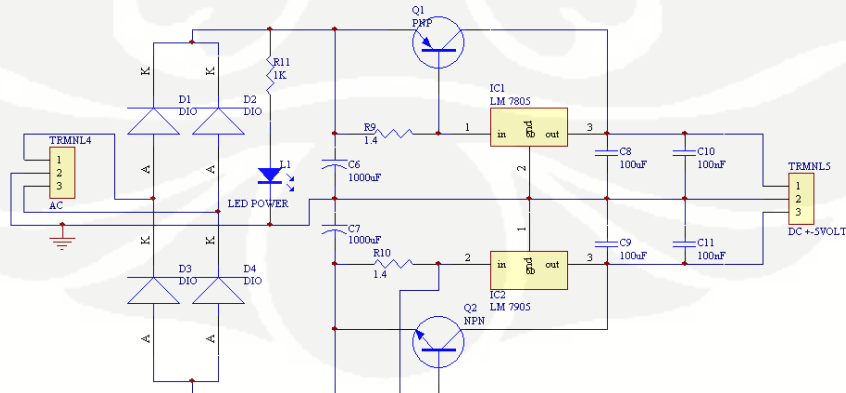 Q1
PNP
K
K
R11
1K
IC1
LM 7805
D1
DIO
D2
DIO
R9
1.4
1
in
gnd
out
3
TRMNL4
1
2
3
AC
A
A
L1
LED POWER
C6
1000uF
2
C8
100uF
C10
100nF
TRMNL5
1
2
3
DC +-5VOLT
K
K
C7
1000uF
R10
1.4
1
2
in
gnd
out
3
C9
100uF
C11
100nF
D3
DIO
D4
DIO
IC2
LM 7905
Q2
NPN
A
A